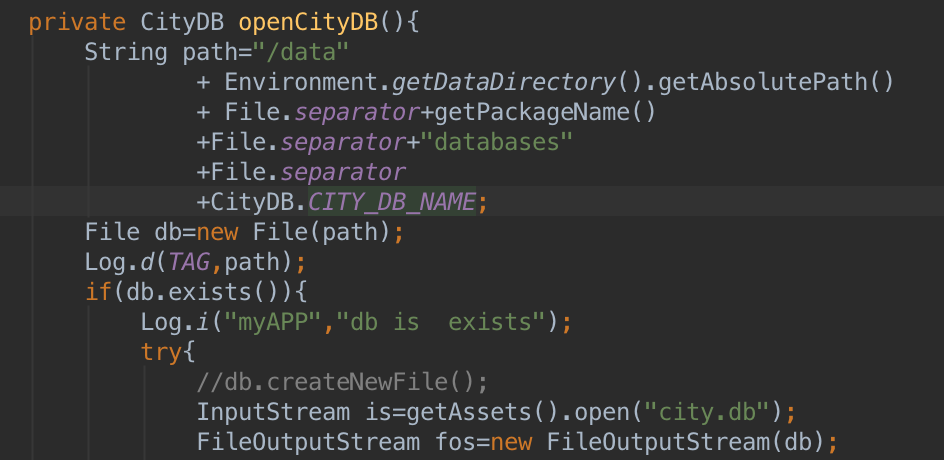 private CityDB openCityDB(){
String path="/data"
+ Environment.getDataDirectory().getAbsolutePath()
+ File.separator+getPackageName()
+File.separator+"databases"
+File.separator
+CityDB.CITY_DB_NAME;
File db=new File(path);
Log.d(TAG,path);
if(db.exists()){
Log.i("myAPP","db is  exists");
try{
//db.createNewFile();
InputStream is=getAssets().open("city.db");
FileOutputStream fos=new FileOutputStream(db);